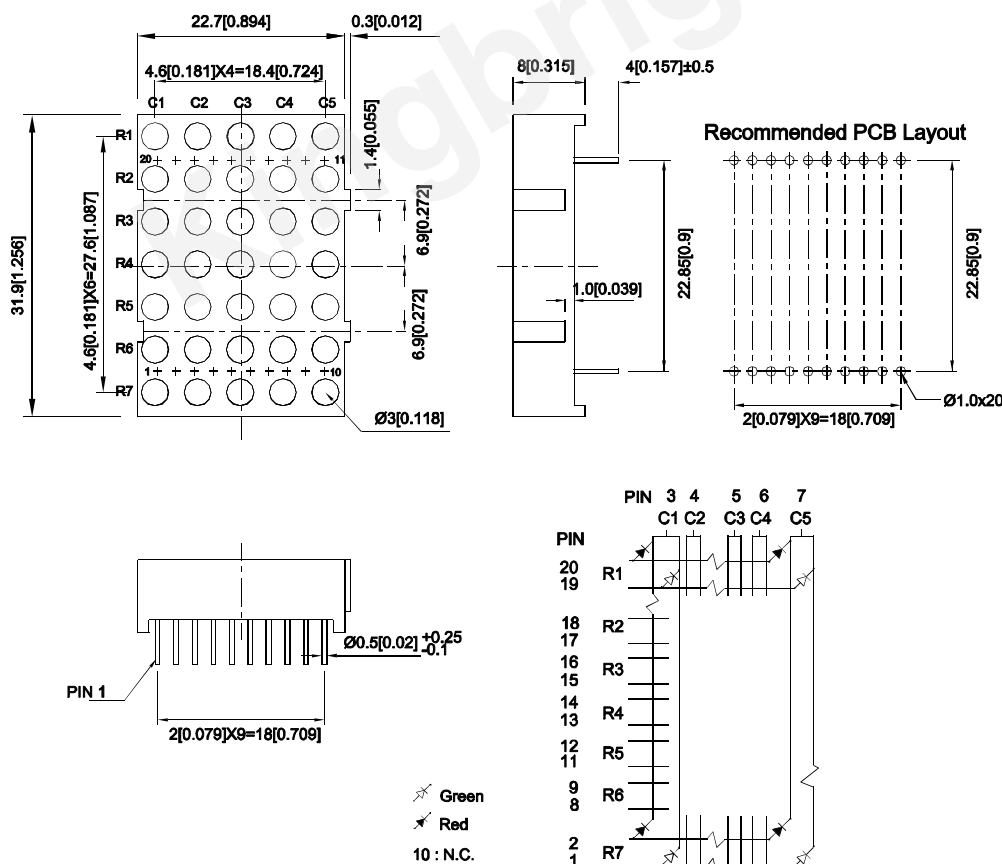 22.7[0.894]
0.3[0.012]
4.6[0.181]X4=18.4[0.724]
C1 C2 C3 C4 C5
R1
20 11
R2
R3
R4
R5
R6
1 10
R7
31.9[1.256]
4.6[0.181]X6=27.6[1.087]
1.4[0.055]
6.9[0.272]
6.9[0.272]
Ø3[0.118]
8[0.315]
4[0.157]±0.5
1.0[0.039]
22.85[0.9]
Recommended PCB Layout
22.85[0.9]
Ø1.0x20
2[0.079]X9=18[0.709]
Kingbrig
Ø0.5[0.02] +0.25
-0.1
PIN 1
2[0.079]X9=18[0.709]
PIN 3 4 5 6 7
C1 C2 C3 C4 C5
PIN
20
19 R1
18
17 R2
16
15 R3
14
13 R4
12
11 R5
9
8 R6
2
1 R7
Green
Red
10 : N.C.